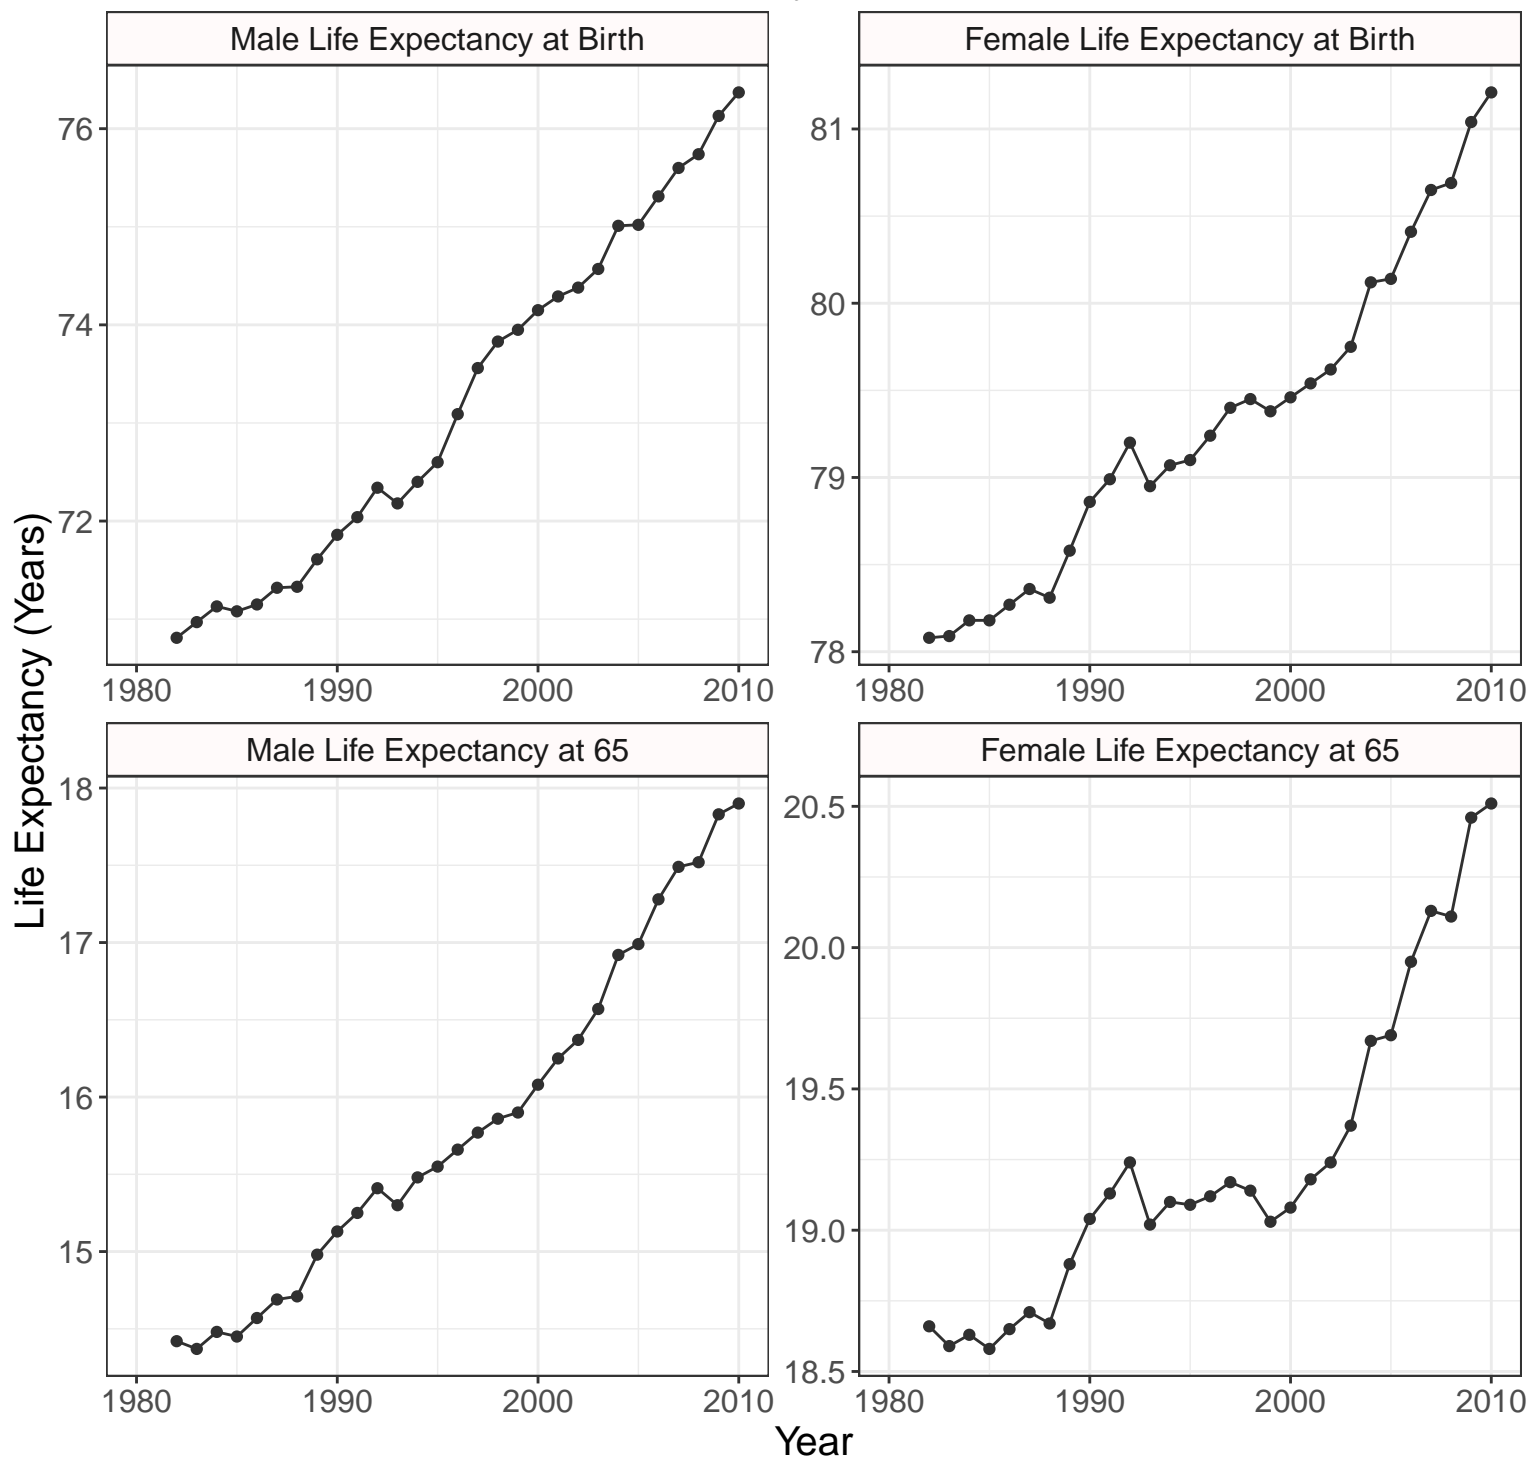 Male Life Expectancy at Birth
Female Life Expectancy at Birth
76
74
72
81
80
79
78
1980 1990 2000 2010
1980 1990 2000 2010
Life Expectancy (Years)
Male Life Expectancy at 65
Female Life Expectancy at 65
18
17
16
15
20.5
20.0
19.5
19.0
18.5
1980 1990 2000 2010
1980 1990 2000 2010
Year